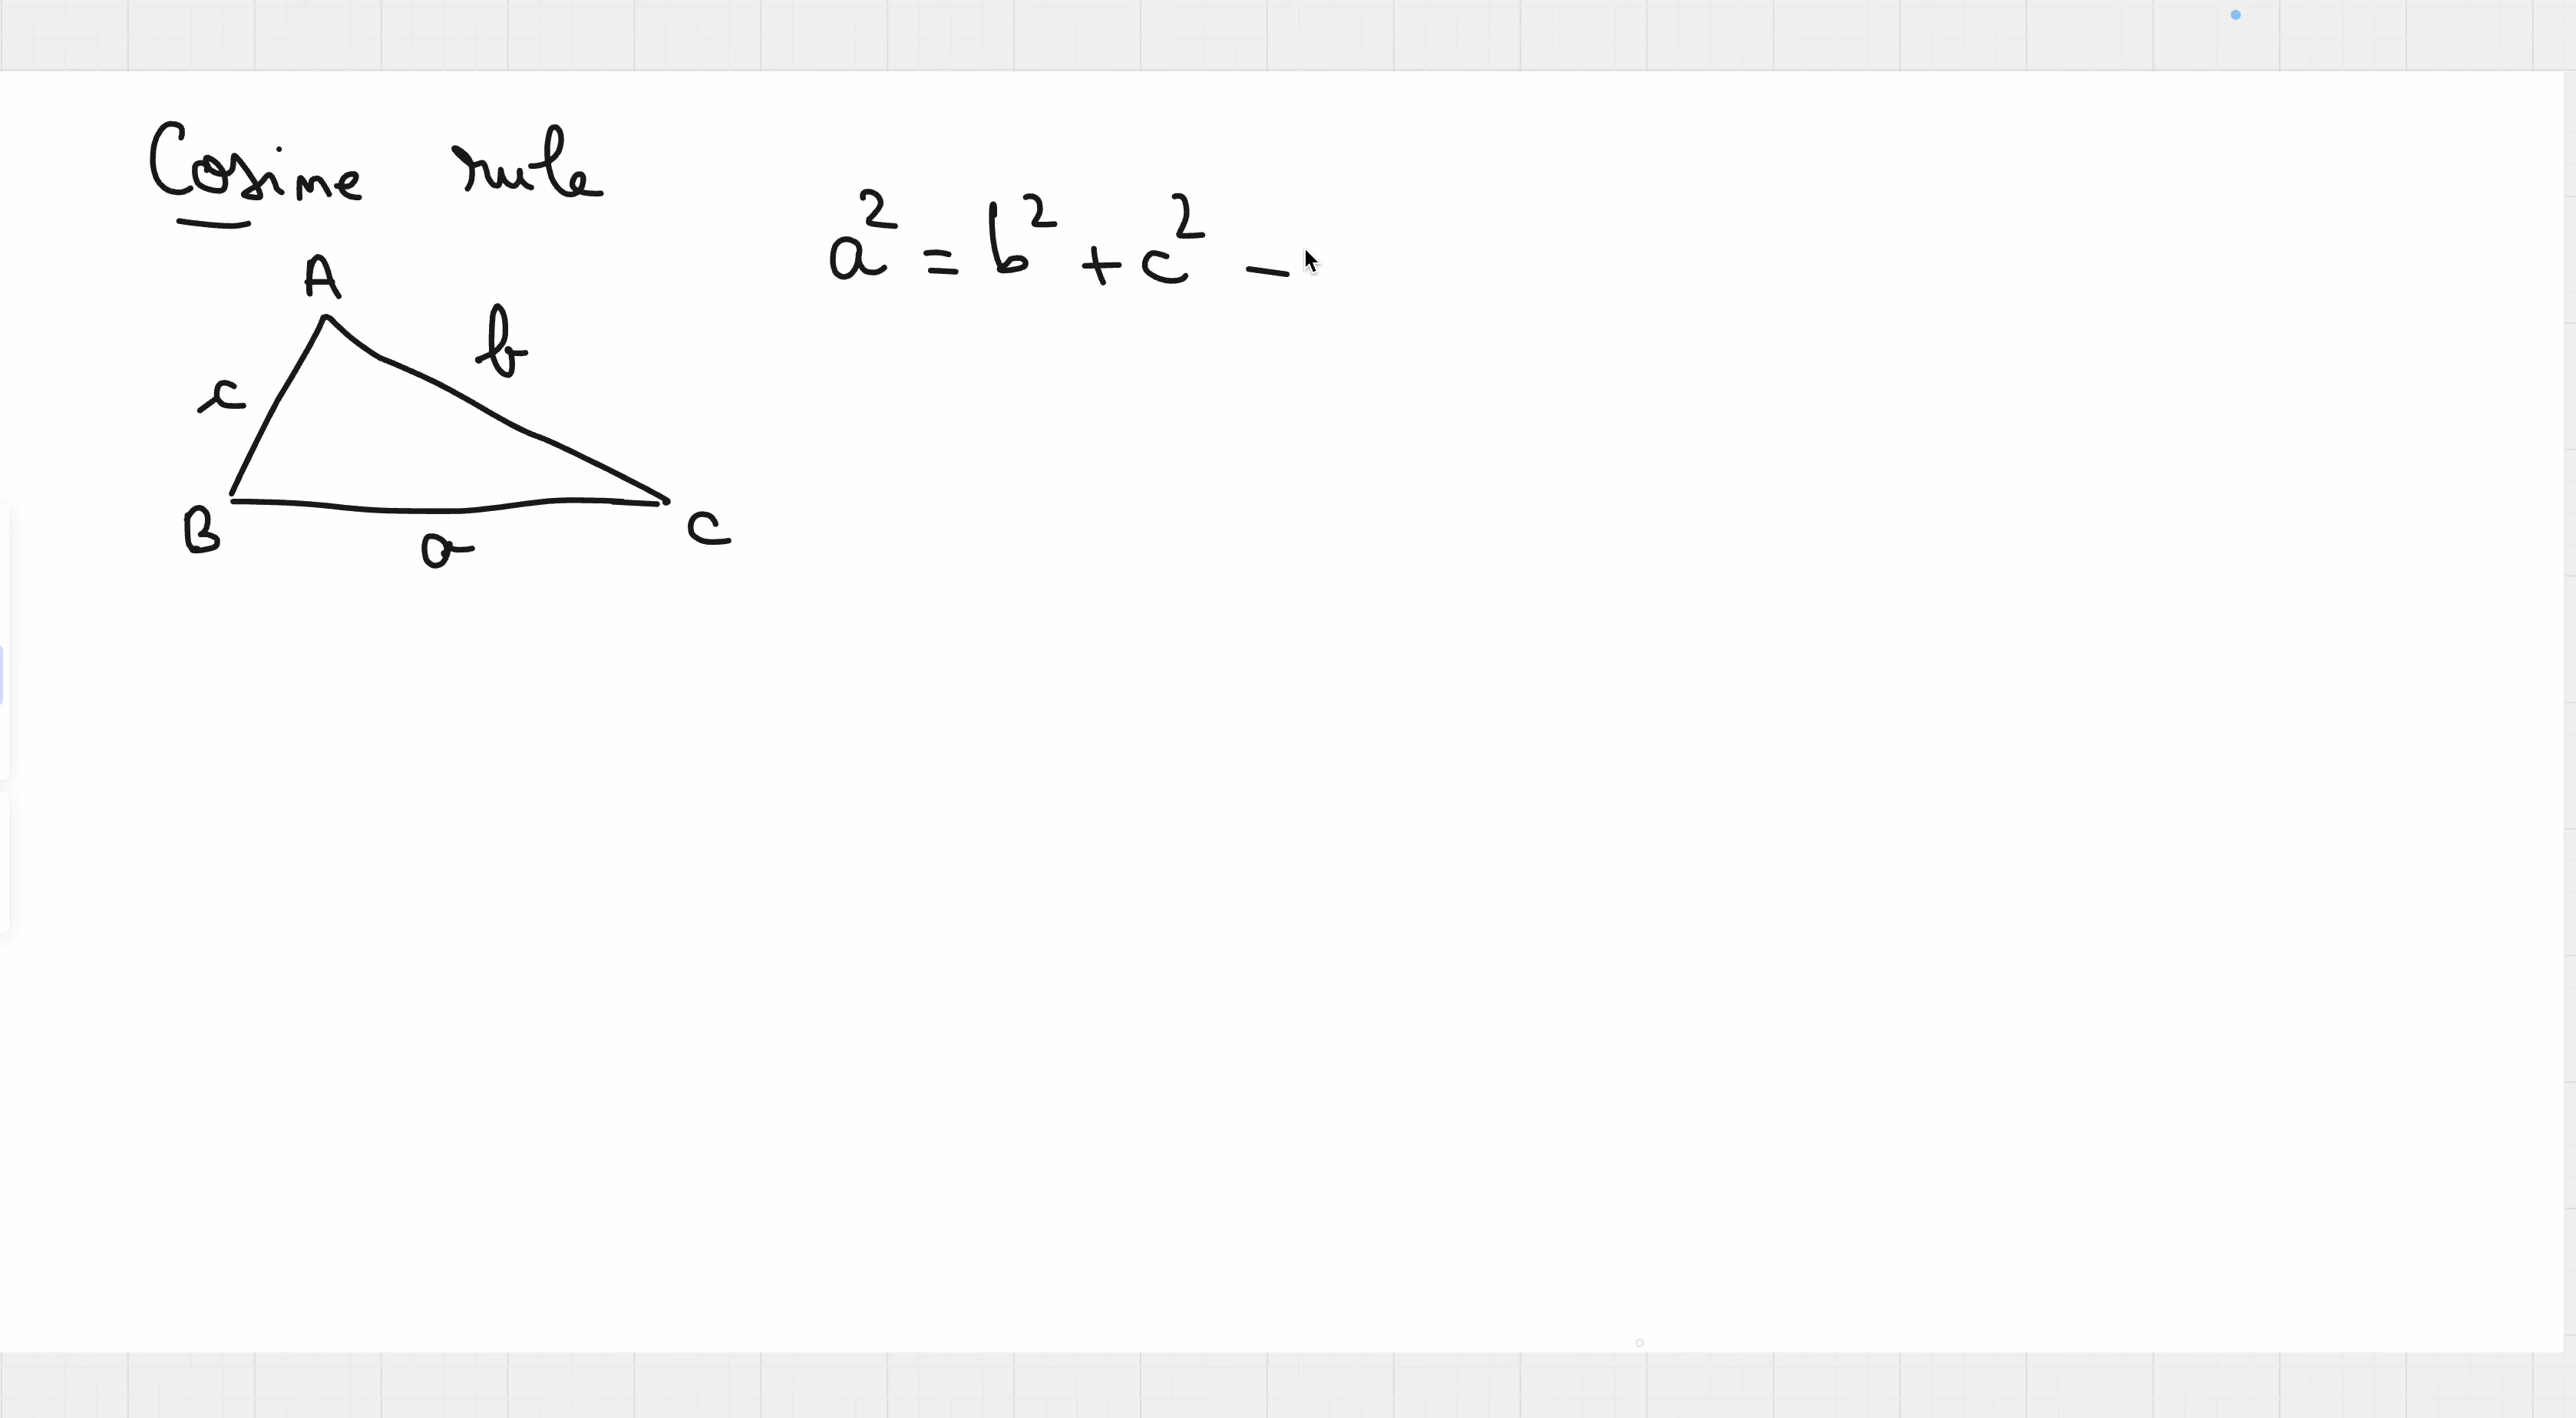 Cosine rule
a² = b² + c² −
A
b
c
B
a
C